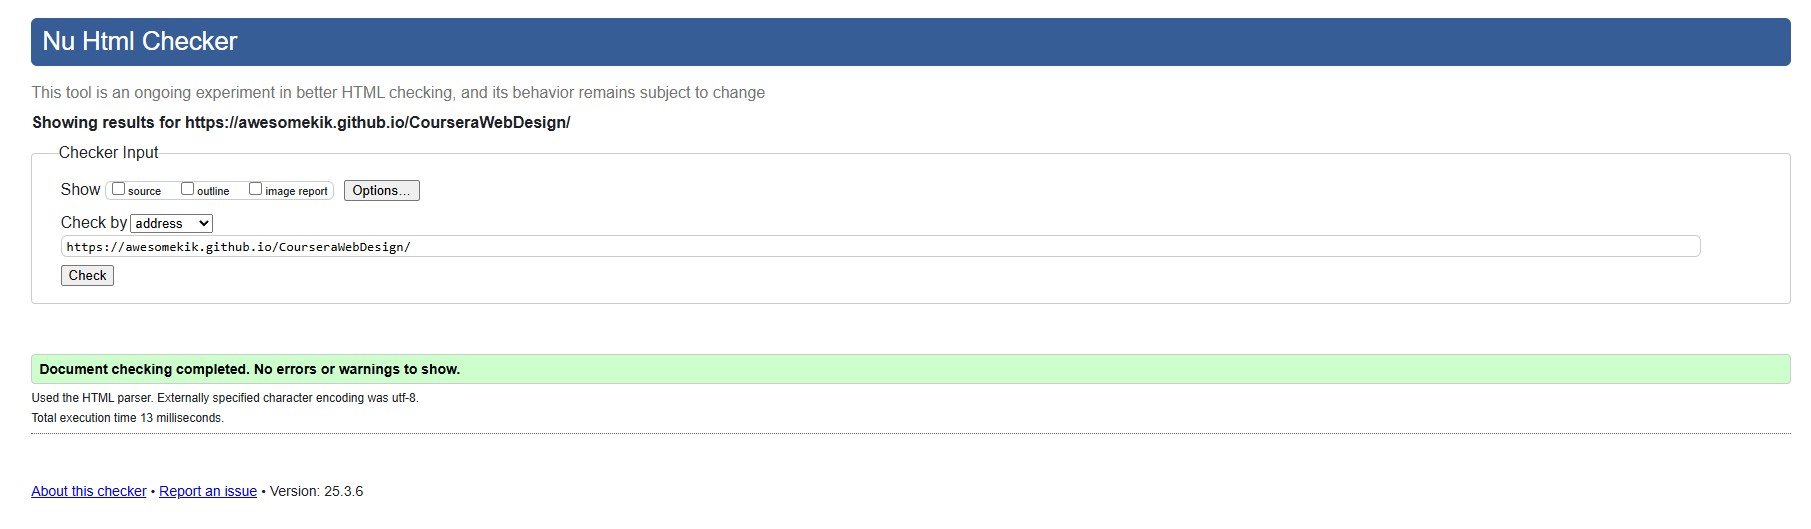 Nu Html Checker
This tool is an ongoing experiment in better HTML checking, and its behavior remains subject to change
Showing results for https://awesomekik.github.io/CourseraWebDesign/
Checker Input
Show source outline image report Options...
Check by address
https://awesomekik.github.io/CourseraWebDesign/
Check
Document checking completed. No errors or warnings to show.
Used the HTML parser. Externally specified character encoding was utf-8.
Total execution time 13 milliseconds.
About this checker • Report an issue • Version: 25.3.6